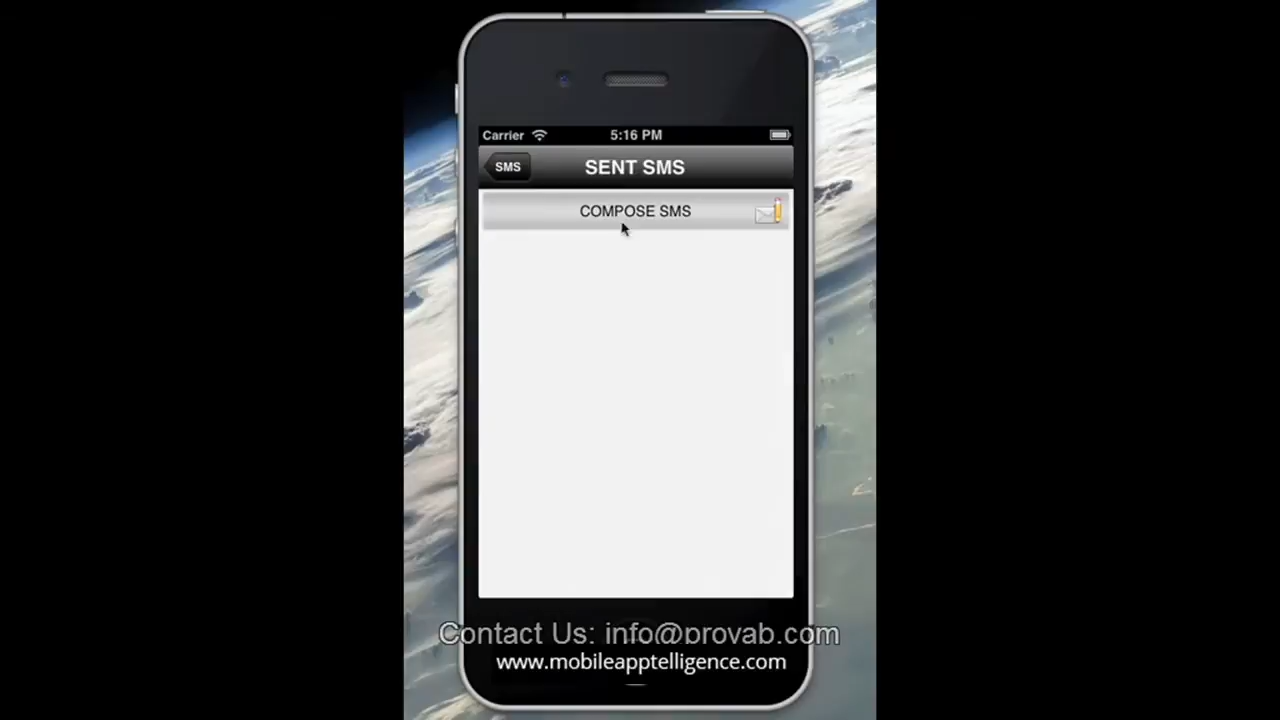 Carrier 5:16 PM
SMS SENT SMS
COMPOSE SMS
Contact Us: info@provab.com
www.mobileapptelligence.com